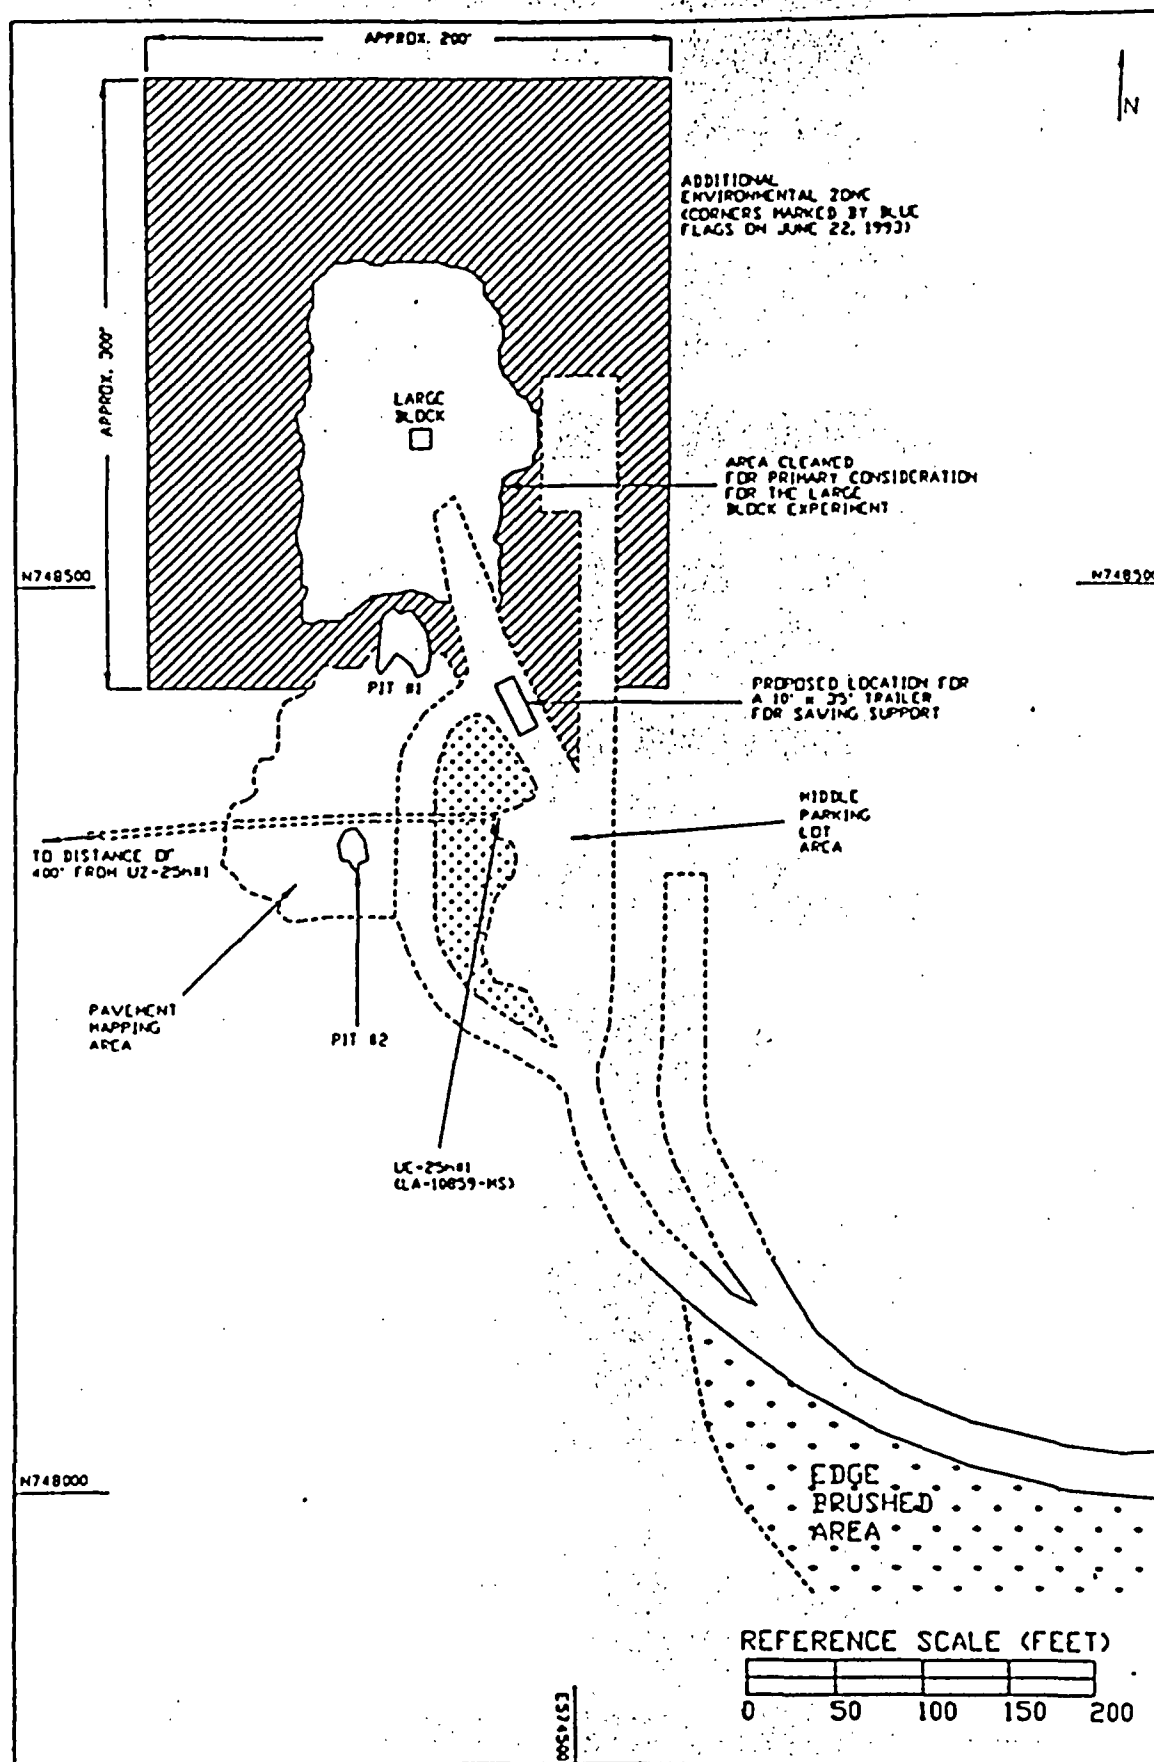 APPROX. 200'
N
ADDITIONAL
ENVIRONMENTAL ZONE
(CORNERS MARKED BY BLUE
FLAGS ON JUNE 22, 1993)
APPROX. 300'
LARGE
BLOCK
AREA CLEANED
FOR PRIMARY CONSIDERATION
FOR THE LARGE
BLOCK EXPERIMENT
N748500
N748500
PIT #1
PROPOSED LOCATION FOR
A 10' x 35' TRAILER
FOR SAWING SUPPORT
MIDDLE
PARKING
LOT
AREA
TO DISTANCE OF
400' FROM UZ-25h#1
PAVEMENT
MAPPING
AREA
PIT #2
UC-25h#1
(LA-10859-MS)
N748000
EDGE
BRUSHED
AREA
REFERENCE SCALE (FEET)
0 50 100 150 200
E574500